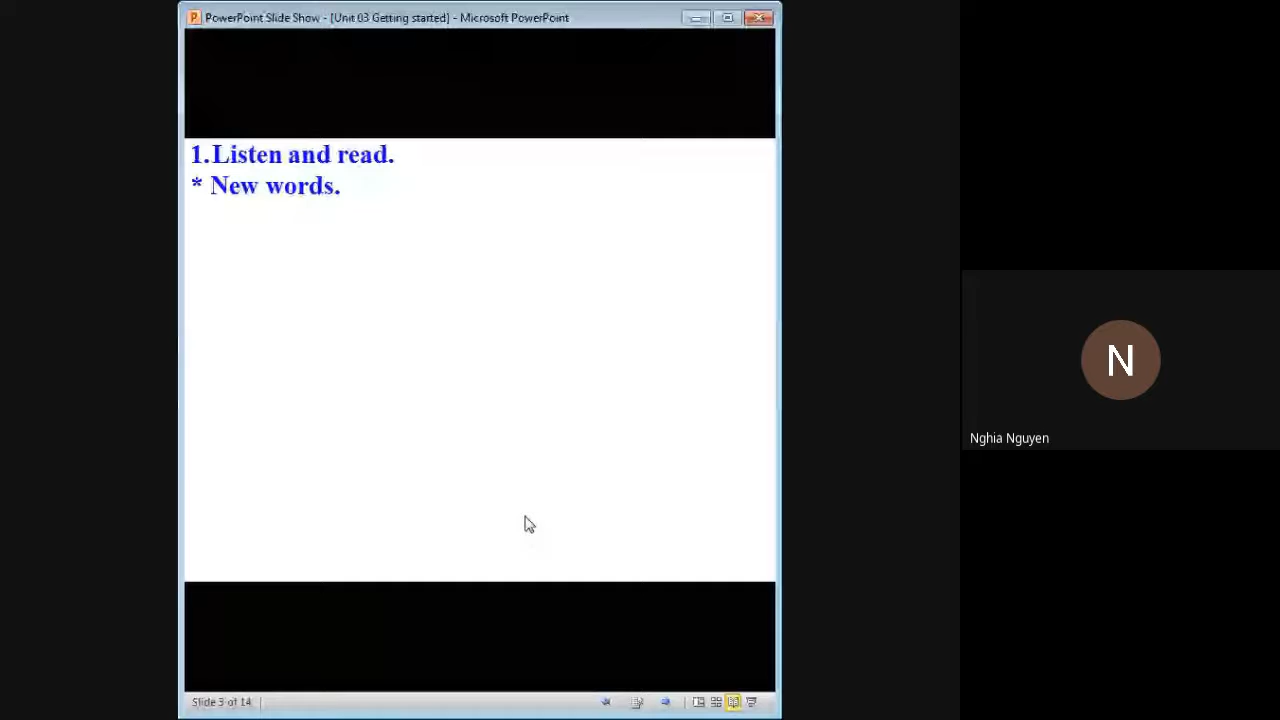 PowerPoint Slide Show - [Unit 03 Getting started] - Microsoft PowerPoint
1.Listen and read.
* New words.
N
Nghia Nguyen
Slide 3 of 14